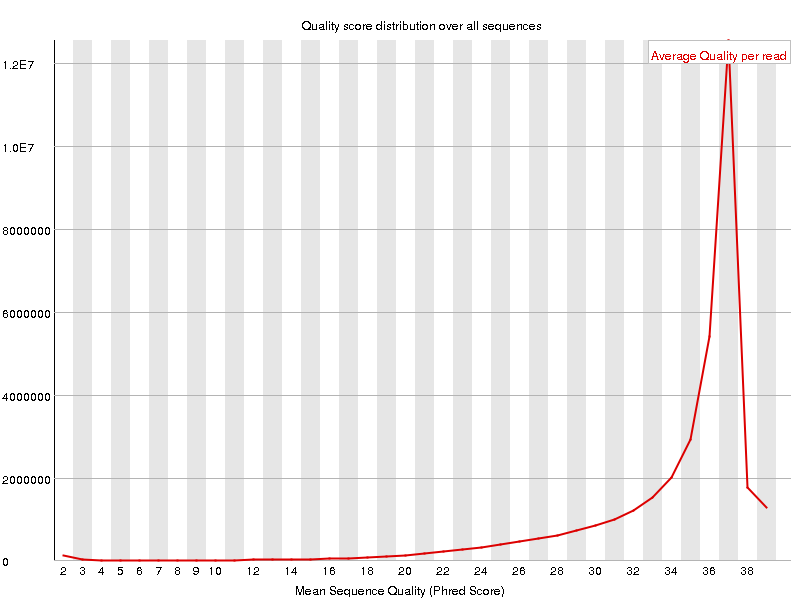 Quality score distribution over all sequences
Average Quality per read
1.2E7
1.0E7
8000000
6000000
4000000
2000000
0
2 3 4 5 6 7 8 9 10 12 14 16 18 20 22 24 26 28 30 32 34 36 38
Mean Sequence Quality (Phred Score)